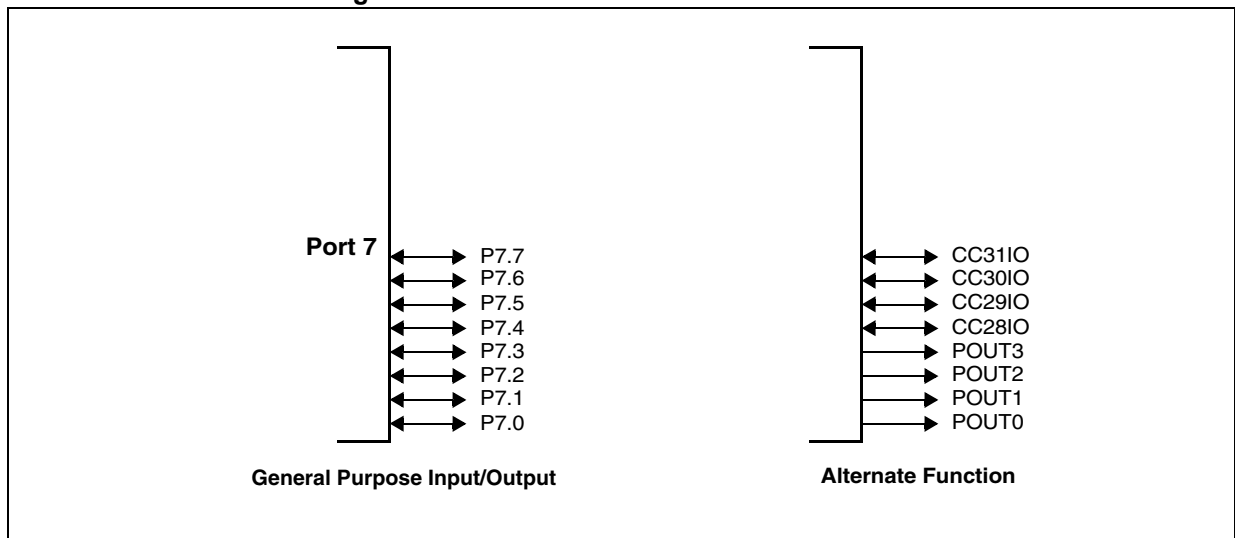 Port 7
P7.7
P7.6
P7.5
P7.4
P7.3
P7.2
P7.1
P7.0
General Purpose Input/Output
CC31IO
CC30IO
CC29IO
CC28IO
POUT3
POUT2
POUT1
POUT0
Alternate Function